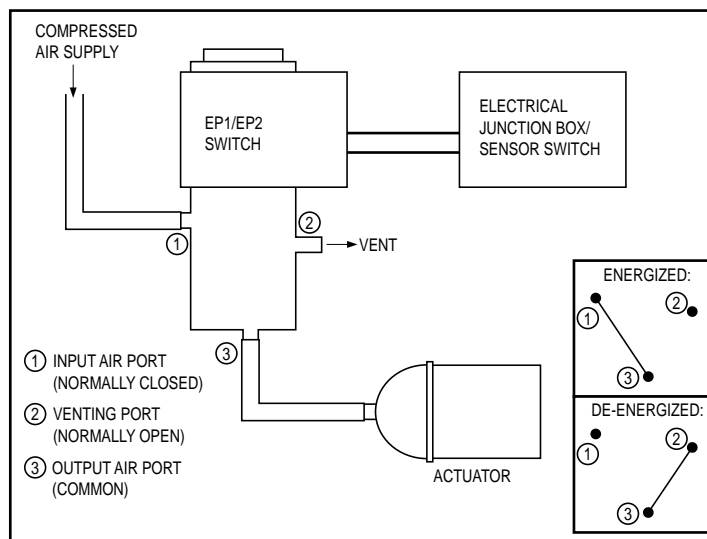 COMPRESSED
AIR SUPPLY
EP1/EP2
SWITCH
ELECTRICAL
JUNCTION BOX/
SENSOR SWITCH
①
②
VENT
③
① INPUT AIR PORT
(NORMALLY CLOSED)
② VENTING PORT
(NORMALLY OPEN)
③ OUTPUT AIR PORT
(COMMON)
ACTUATOR
ENERGIZED:
①
②
③
DE-ENERGIZED:
①
②
③